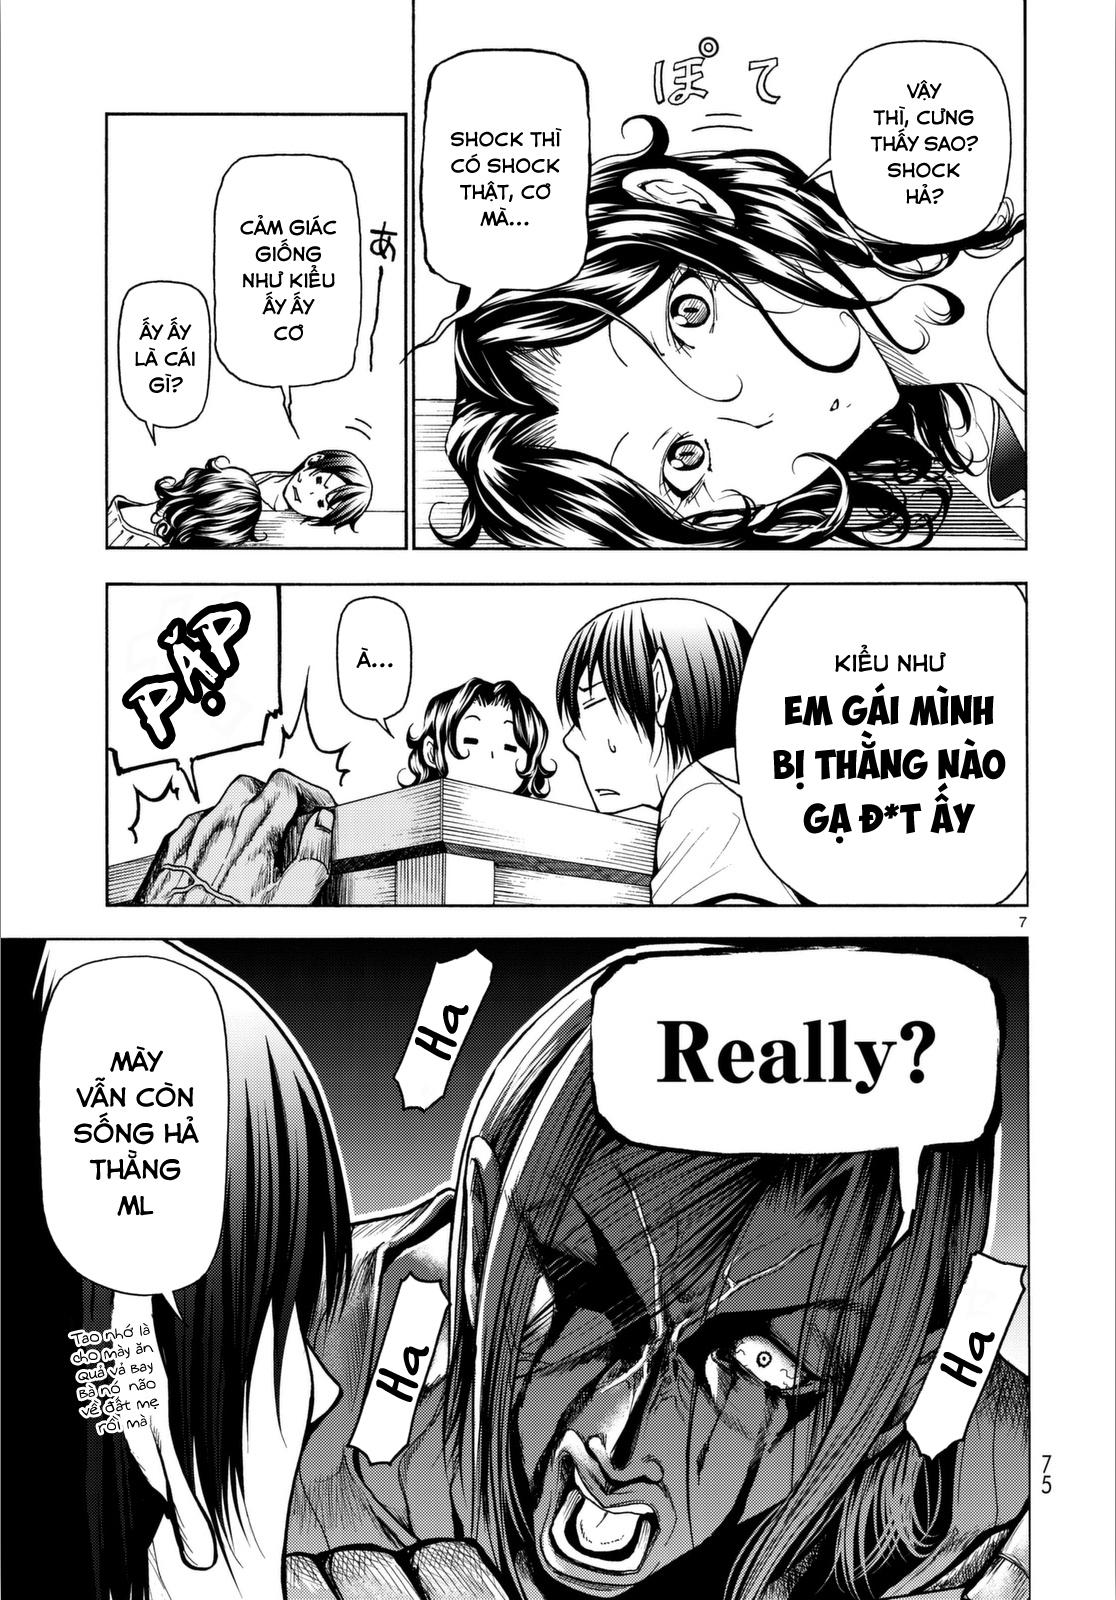 ぽて
VẬY
THÌ, CƯNG
THẤY SAO?
SHOCK
HẢ?
SHOCK THÌ
CÓ SHOCK
THẬT, CƠ
MÀ...
あー
CẢM GIÁC
GIỐNG
NHƯ KIỂU
ẤY ẤY
CƠ
ẤY ẤY
LÀ CÁI
GÌ?
KIỂU NHƯ
EM GÁI MÌNH
BỊ THẰNG NÀO
GẠ Đ*T ẤY
À...
DẶP
7
Really?
Ha
Ha
Ha
MÀY
VẪN CÒN
SỐNG HẢ
THẰNG
ML
Tao nhớ là
cho mày ăn
quả vả bay
bà nó não
về đất mẹ
rồi mà
75